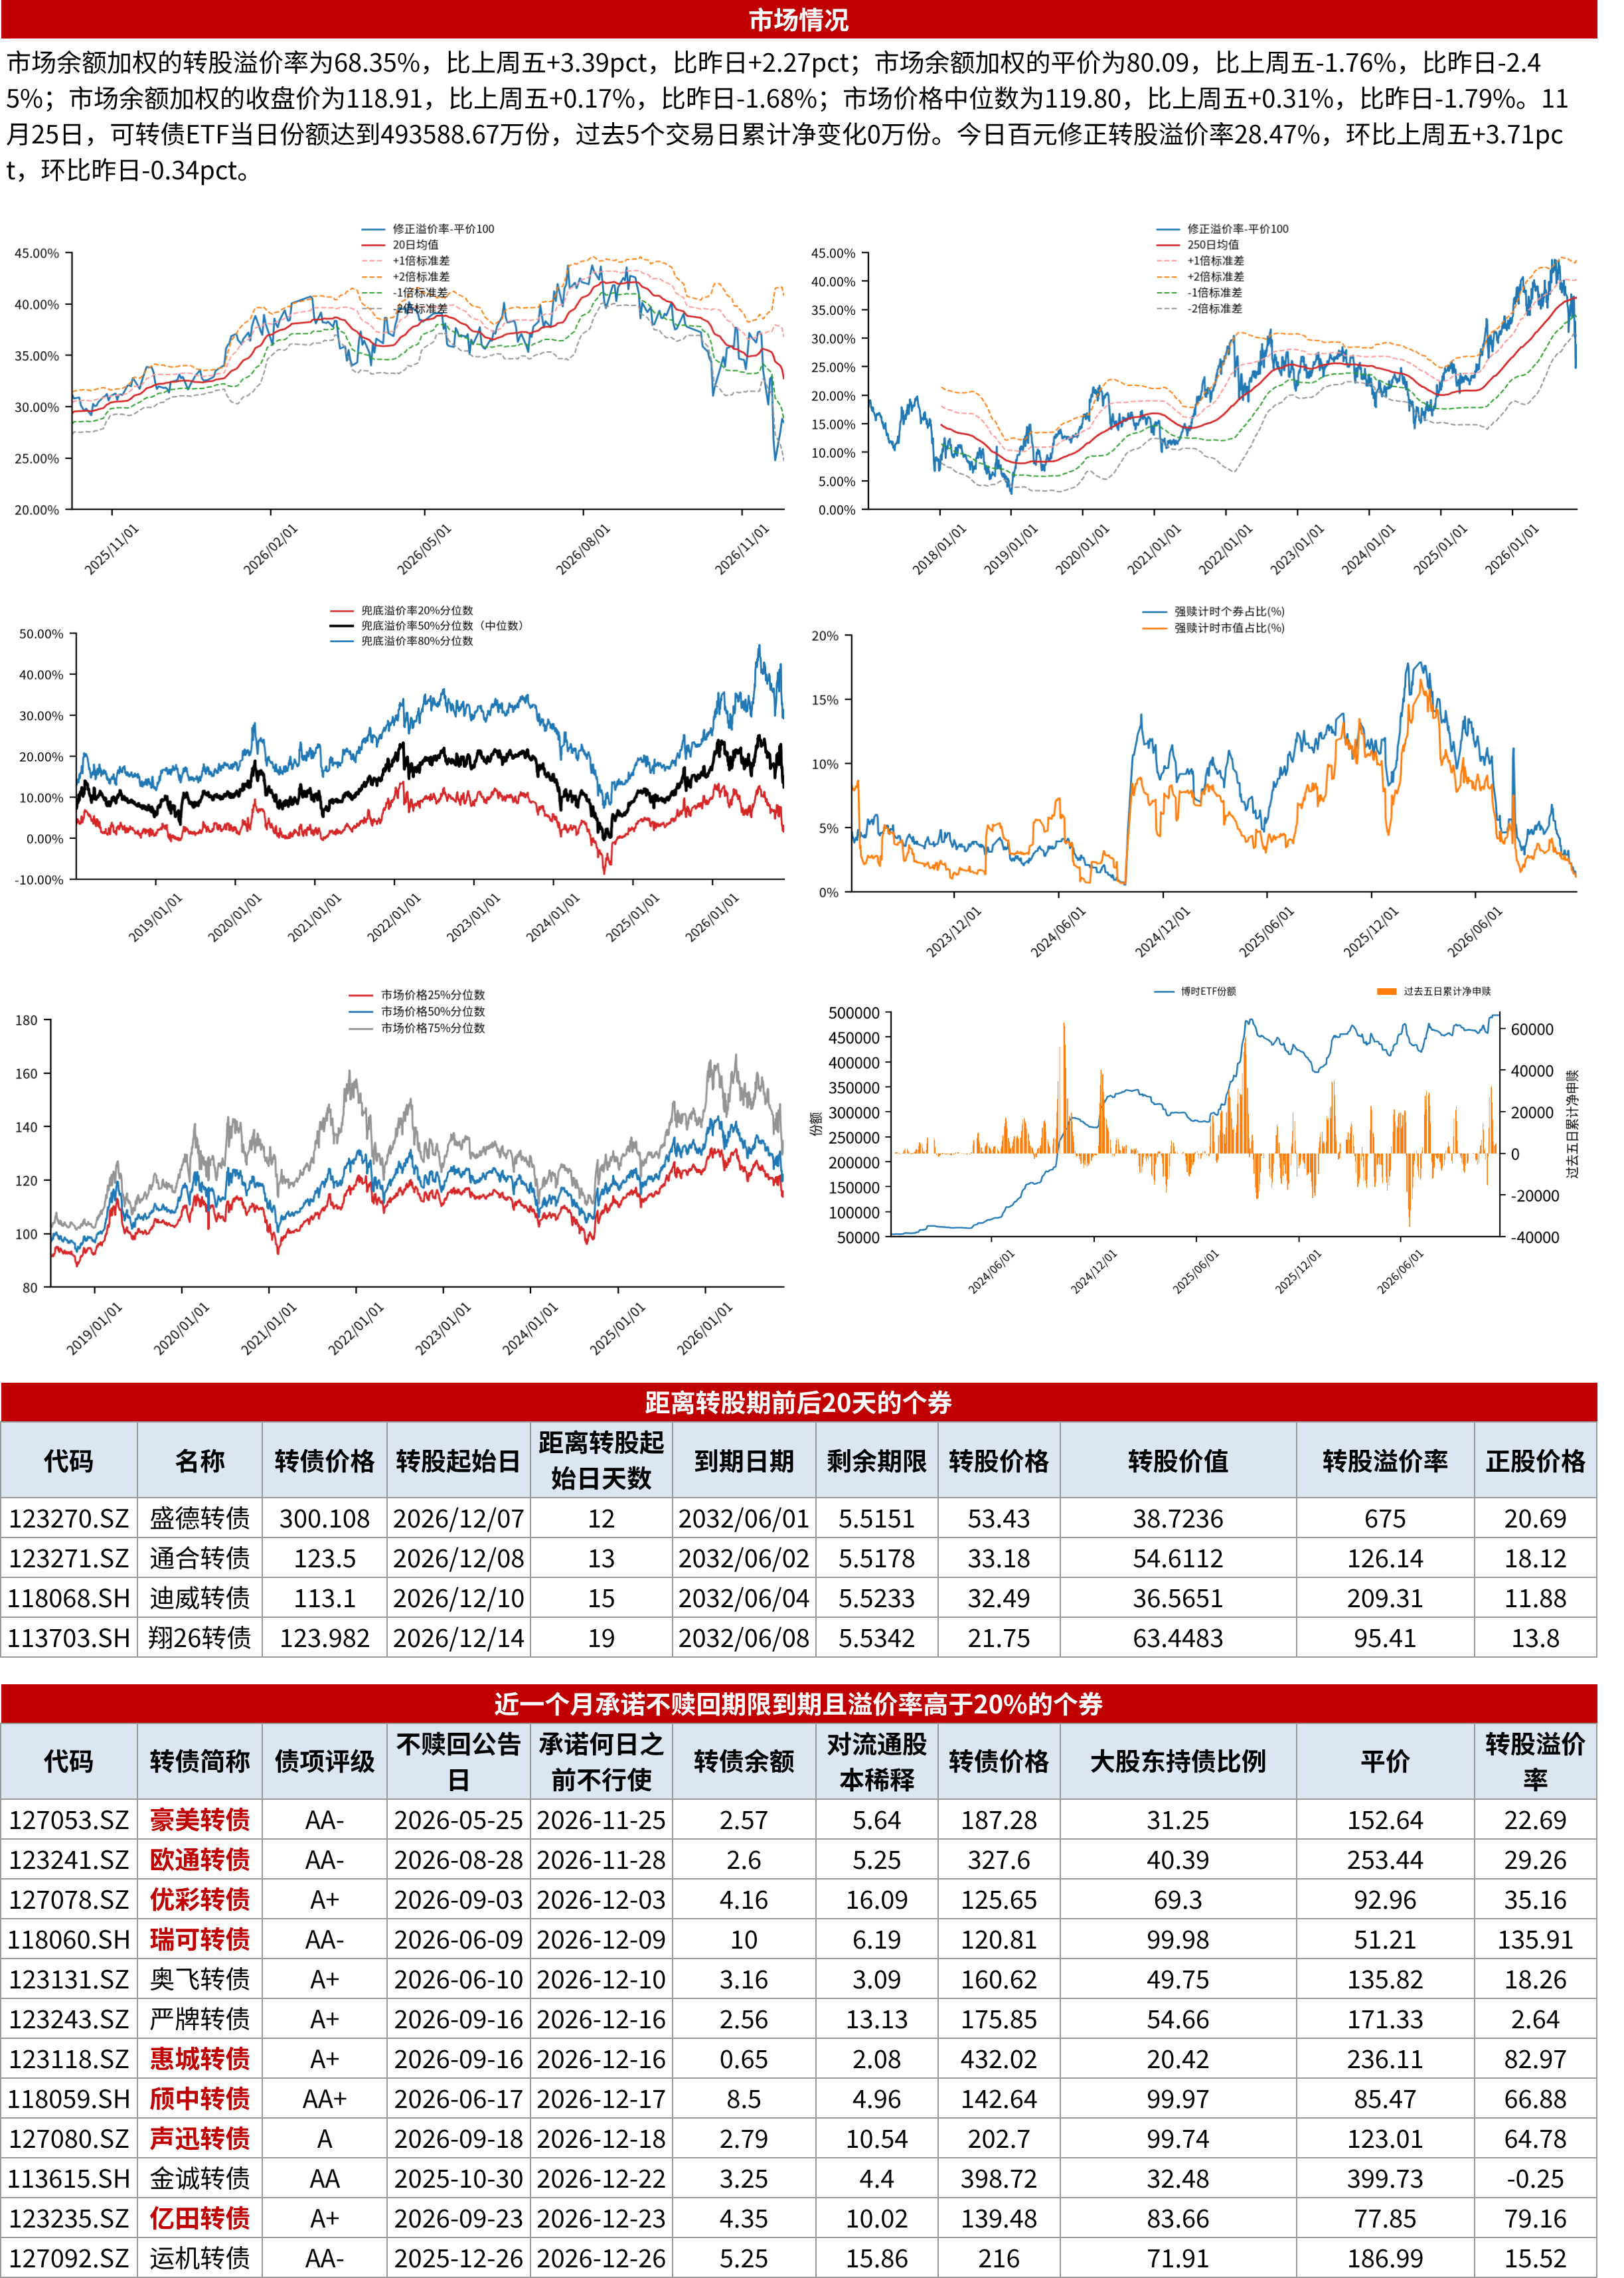 市场情况
市场余额加权的转股溢价率为68.35%，比上周五+3.39pct，比昨日+2.27pct；市场余额加权的平价为80.09，比上周五-1.76%，比昨日-2.4
5%；市场余额加权的收盘价为118.91，比上周五+0.17%，比昨日-1.68%；市场价格中位数为119.80，比上周五+0.31%，比昨日-1.79%。11
月25日，可转债ETF当日份额达到493588.67万份，过去5个交易日累计净变化0万份。今日百元修正转股溢价率28.47%，环比上周五+3.71pc
t，环比昨日-0.34pct。
修正溢价率-平价100
20日均值
+1倍标准差
+2倍标准差
-1倍标准差
-2倍标准差
45.00%
40.00%
35.00%
30.00%
25.00%
20.00%
2025/11/01
2026/02/01
2026/05/01
2026/08/01
2026/11/01
修正溢价率-平价100
250日均值
+1倍标准差
+2倍标准差
-1倍标准差
-2倍标准差
45.00%
40.00%
35.00%
30.00%
25.00%
20.00%
15.00%
10.00%
5.00%
0.00%
2018/01/01
2019/01/01
2020/01/01
2021/01/01
2022/01/01
2023/01/01
2024/01/01
2025/01/01
2026/01/01
兜底溢价率20%分位数
兜底溢价率50%分位数（中位数）
兜底溢价率80%分位数
50.00%
40.00%
30.00%
20.00%
10.00%
0.00%
-10.00%
2019/01/01
2020/01/01
2021/01/01
2022/01/01
2023/01/01
2024/01/01
2025/01/01
2026/01/01
强赎计时个券占比(%)
强赎计时市值占比(%)
20%
15%
10%
5%
0%
2023/12/01
2024/06/01
2024/12/01
2025/06/01
2025/12/01
2026/06/01
市场价格25%分位数
市场价格50%分位数
市场价格75%分位数
180
160
140
120
100
80
2019/01/01
2020/01/01
2021/01/01
2022/01/01
2023/01/01
2024/01/01
2025/01/01
2026/01/01
博时ETF份额 过去五日累计净申赎
500000
450000
400000
350000
300000
250000
200000
150000
100000
50000
份额
60000
40000
20000
0
-20000
-40000
过去五日累计净申赎
2024/06/01
2024/12/01
2025/06/01
2025/12/01
2026/06/01
距离转股期前后20天的个券
代码 名称 转债价格 转股起始日 距离转股起始日天数 到期日期 剩余期限 转股价格 转股价值 转股溢价率 正股价格
123270.SZ 盛德转债 300.108 2026/12/07 12 2032/06/01 5.5151 53.43 38.7236 675 20.69
123271.SZ 通合转债 123.5 2026/12/08 13 2032/06/02 5.5178 33.18 54.6112 126.14 18.12
118068.SH 迪威转债 113.1 2026/12/10 15 2032/06/04 5.5233 32.49 36.5651 209.31 11.88
113703.SH 翔26转债 123.982 2026/12/14 19 2032/06/08 5.5342 21.75 63.4483 95.41 13.8
近一个月承诺不赎回期限到期且溢价率高于20%的个券
代码 转债简称 债项评级 不赎回公告日 承诺何日之前不行使 转债余额 对流通股本稀释 转债价格 大股东持债比例 平价 转股溢价率
127053.SZ 豪美转债 AA- 2026-05-25 2026-11-25 2.57 5.64 187.28 31.25 152.64 22.69
123241.SZ 欧通转债 AA- 2026-08-28 2026-11-28 2.6 5.25 327.6 40.39 253.44 29.26
127078.SZ 优彩转债 A+ 2026-09-03 2026-12-03 4.16 16.09 125.65 69.3 92.96 35.16
118060.SH 瑞可转债 AA- 2026-06-09 2026-12-09 10 6.19 120.81 99.98 51.21 135.91
123131.SZ 奥飞转债 A+ 2026-06-10 2026-12-10 3.16 3.09 160.62 49.75 135.82 18.26
123243.SZ 严牌转债 A+ 2026-09-16 2026-12-16 2.56 13.13 175.85 54.66 171.33 2.64
123118.SZ 惠城转债 A+ 2026-09-16 2026-12-16 0.65 2.08 432.02 20.42 236.11 82.97
118059.SH 颀中转债 AA+ 2026-06-17 2026-12-17 8.5 4.96 142.64 99.97 85.47 66.88
127080.SZ 声迅转债 A 2026-09-18 2026-12-18 2.79 10.54 202.7 99.74 123.01 64.78
113615.SH 金诚转债 AA 2025-10-30 2026-12-22 3.25 4.4 398.72 32.48 399.73 -0.25
123235.SZ 亿田转债 A+ 2026-09-23 2026-12-23 4.35 10.02 139.48 83.66 77.85 79.16
127092.SZ 运机转债 AA- 2025-12-26 2026-12-26 5.25 15.86 216 71.91 186.99 15.52